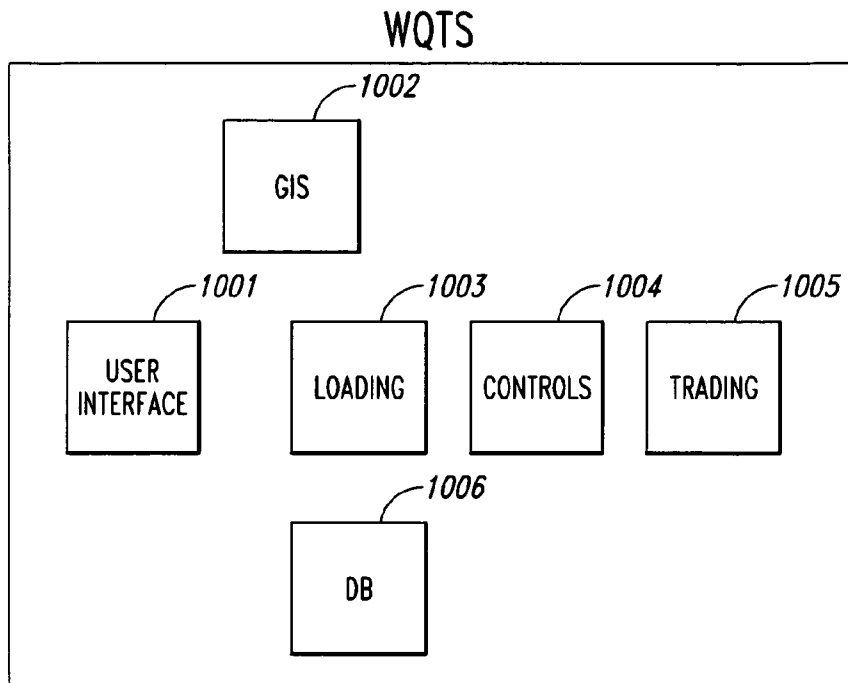 WQTS
1002
GIS
1001
1003
1004
1005
USER
INTERFACE
LOADING
CONTROLS
TRADING
1006
DB